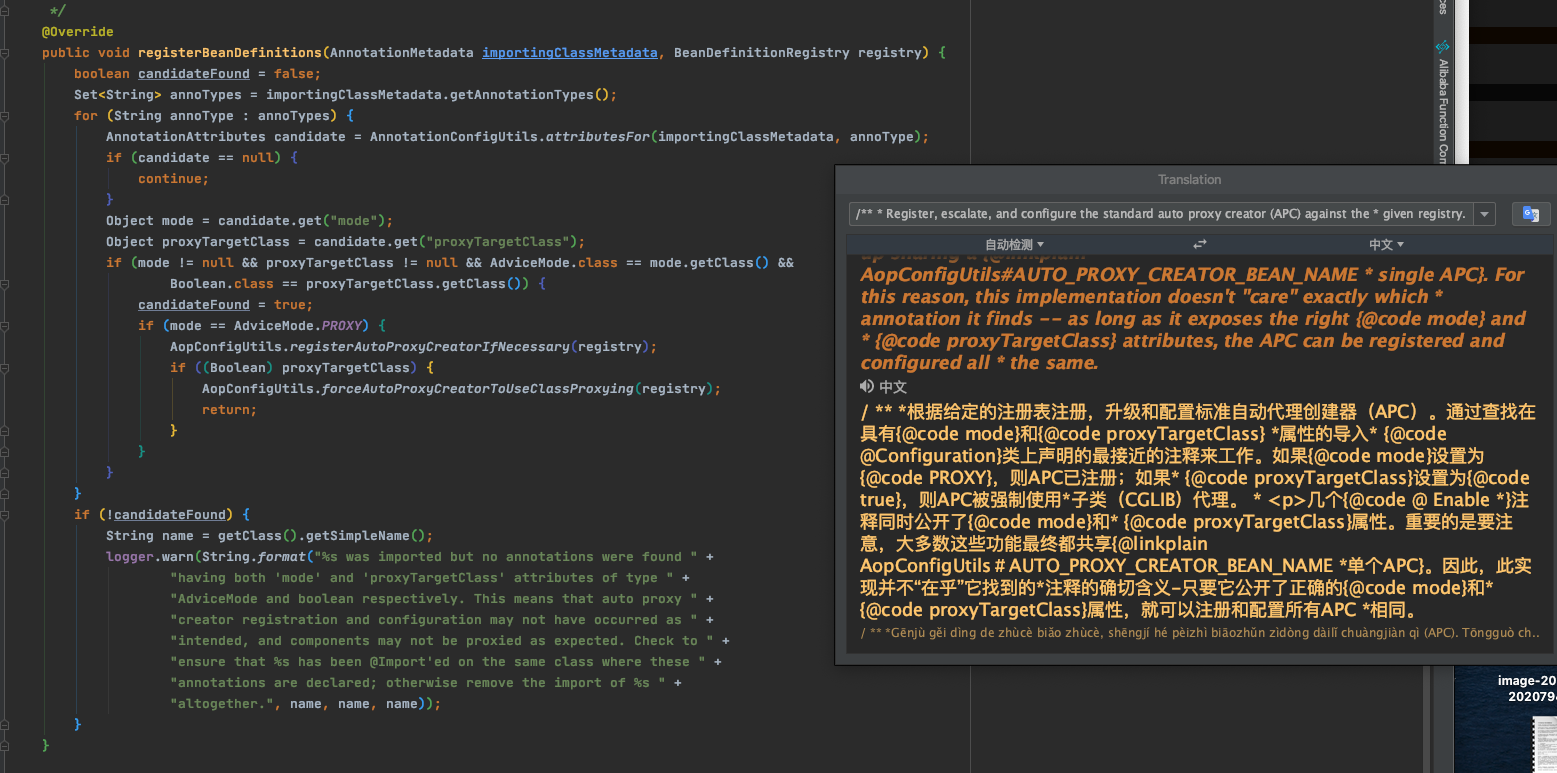 */
@Override
public void registerBeanDefinitions(AnnotationMetadata importingClassMetadata, BeanDefinitionRegistry registry) {
boolean candidateFound = false;
Set<String> annoTypes = importingClassMetadata.getAnnotationTypes();
for (String annoType : annoTypes) {
AnnotationAttributes candidate = AnnotationConfigUtils.attributesFor(importingClassMetadata, annoType);
if (candidate == null) {
continue;
}
Object mode = candidate.get("mode");
Object proxyTargetClass = candidate.get("proxyTargetClass");
if (mode != null && proxyTargetClass != null && AdviceMode.class == mode.getClass() &&
Boolean.class == proxyTargetClass.getClass()) {
candidateFound = true;
if (mode == AdviceMode.PROXY) {
AopConfigUtils.registerAutoProxyCreatorIfNecessary(registry);
if ((Boolean) proxyTargetClass) {
AopConfigUtils.forceAutoProxyCreatorToUseClassProxying(registry);
return;
}
}
}
}
if (!candidateFound) {
String name = getClass().getSimpleName();
logger.warn(String.format("%s was imported but no annotations were found " +
"having both 'mode' and 'proxyTargetClass' attributes of type " +
"AdviceMode and boolean respectively. This means that auto proxy " +
"creator registration and configuration may not have occurred as " +
"intended, and components may not be proxied as expected. Check to " +
"ensure that %s has been @Import'ed on the same class where these " +
"annotations are declared; otherwise remove the import of %s " +
"altogether.", name, name, name));
}
}
Alibaba Function Com
Translation
/** * Register, escalate, and configure the standard auto proxy creator (APC) against the * given registry.
自动检测
中文
AopConfigUtils#AUTO_PROXY_CREATOR_BEAN_NAME * single APC}. For
this reason, this implementation doesn't "care" exactly which *
annotation it finds -- as long as it exposes the right {@code mode} and
* {@code proxyTargetClass} attributes, the APC can be registered and
configured all * the same.
中文
/ ** *根据给定的注册表注册，升级和配置标准自动代理创建器（APC）。通过查找在
具有{@code mode}和{@code proxyTargetClass} *属性的导入* {@code
@Configuration}类上声明的最接近的注释来工作。如果{@code mode}设置为
{@code PROXY}，则APC已注册；如果* {@code proxyTargetClass}设置为{@code
true}，则APC被强制使用*子类（CGLIB）代理。 * <p>几个{@code @ Enable *}注
释同时公开了{@code mode}和* {@code proxyTargetClass}属性。重要的是要注
意，大多数这些功能最终都共享{@linkplain
AopConfigUtils＃AUTO_PROXY_CREATOR_BEAN_NAME *单个APC}。因此，此实
现并不“在乎”它找到的*注释的确切含义-只要它公开了正确的{@code mode}和*
{@code proxyTargetClass}属性，就可以注册和配置所有APC *相同。
/ ** *Gēnjù gěi dìng de zhùcè biǎo zhùcè, shēngjí hé pèizhì biāozhǔn zìdòng dàilǐ chuàngjiàn qì (APC). Tōngguò ch..
image-20
202079